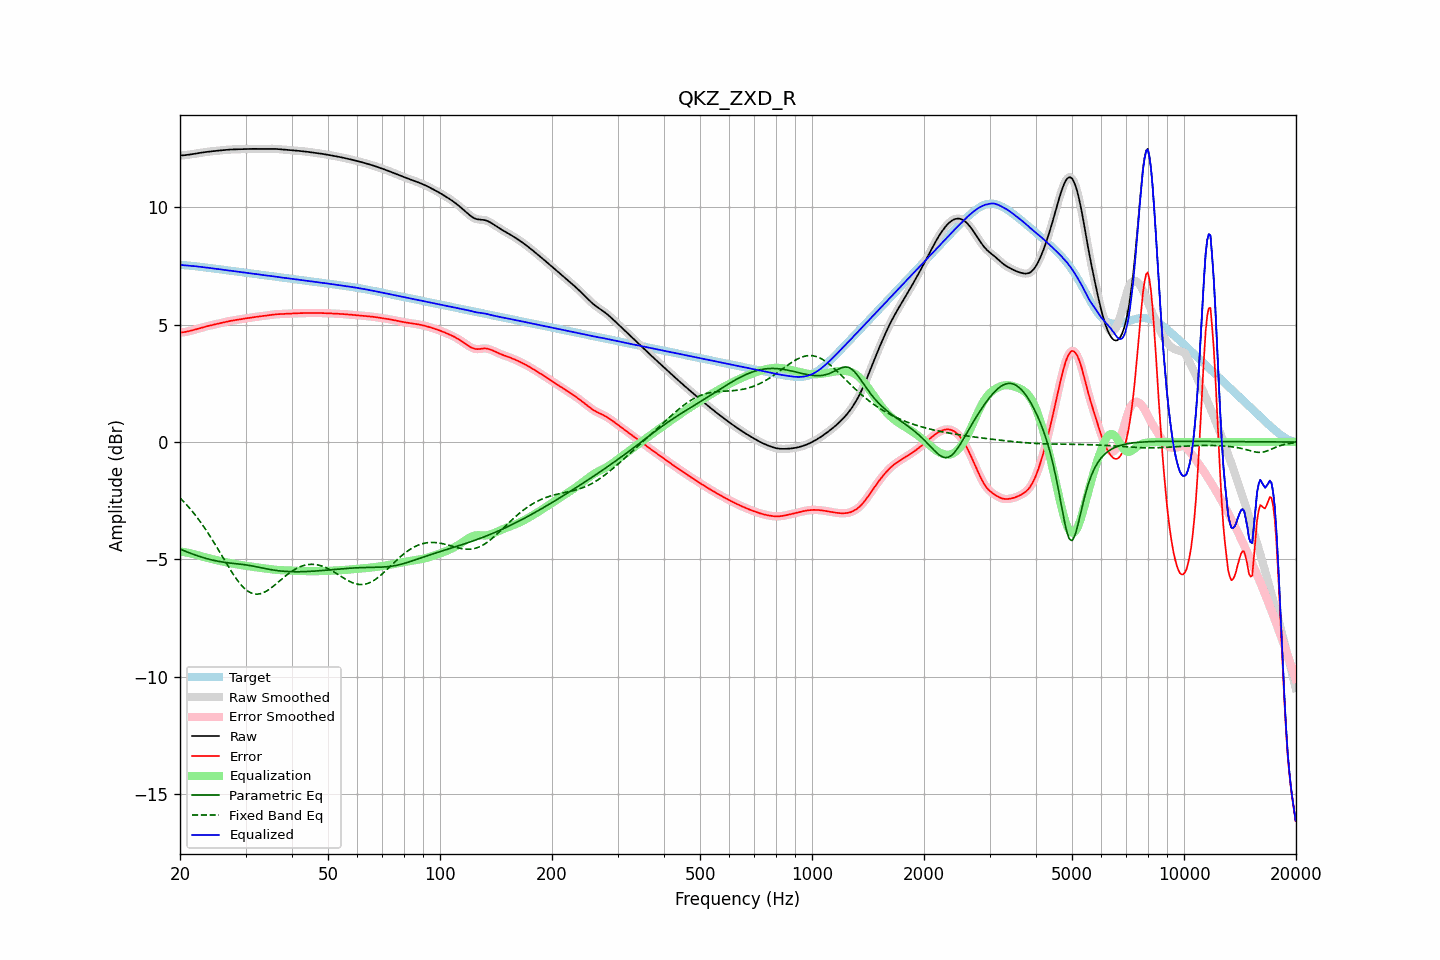 QKZ_ZXD_R
Amplitude (dBr)
10
5
0
−5
−10
−15
Target
Raw Smoothed
Error Smoothed
Raw
Error
Equalization
Parametric Eq
Fixed Band Eq
Equalized
20 50 100 200 500 1000 2000 5000 10000 20000
Frequency (Hz)